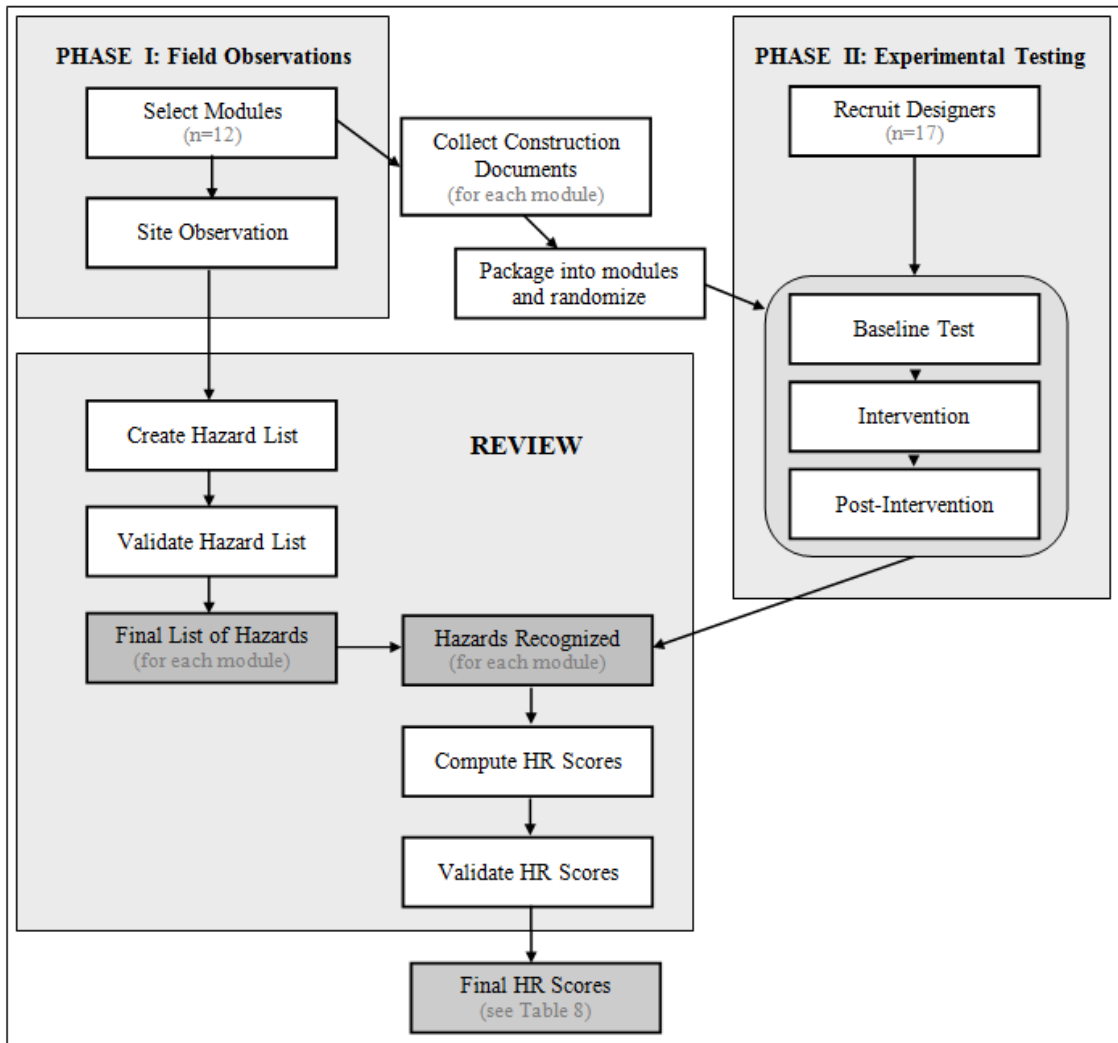 PHASE I: Field Observations
Select Modules
(n=12)
Site Observation
Collect Construction
Documents
(for each module)
Package into modules
and randomize
PHASE II: Experimental Testing
Recruit Designers
(n=17)
Baseline Test
Intervention
Post-Intervention
REVIEW
Create Hazard List
Validate Hazard List
Final List of Hazards
(for each module)
Hazards Recognized
(for each module)
Compute HR Scores
Validate HR Scores
Final HR Scores
(see Table 8)